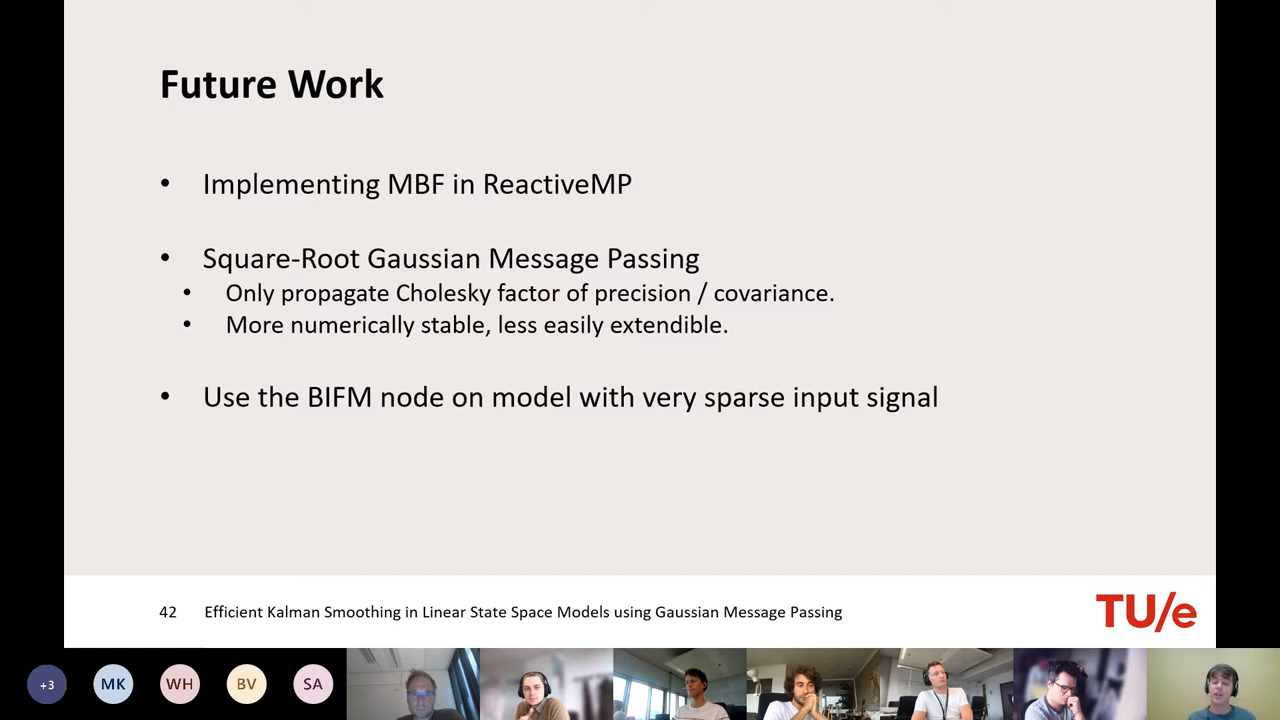 Future Work
• Implementing MBF in ReactiveMP
• Square-Root Gaussian Message Passing
• Only propagate Cholesky factor of precision / covariance.
• More numerically stable, less easily extendible.
• Use the BIFM node on model with very sparse input signal
42 Efficient Kalman Smoothing in Linear State Space Models using Gaussian Message Passing
TU/e
+3 MK WH BV SA